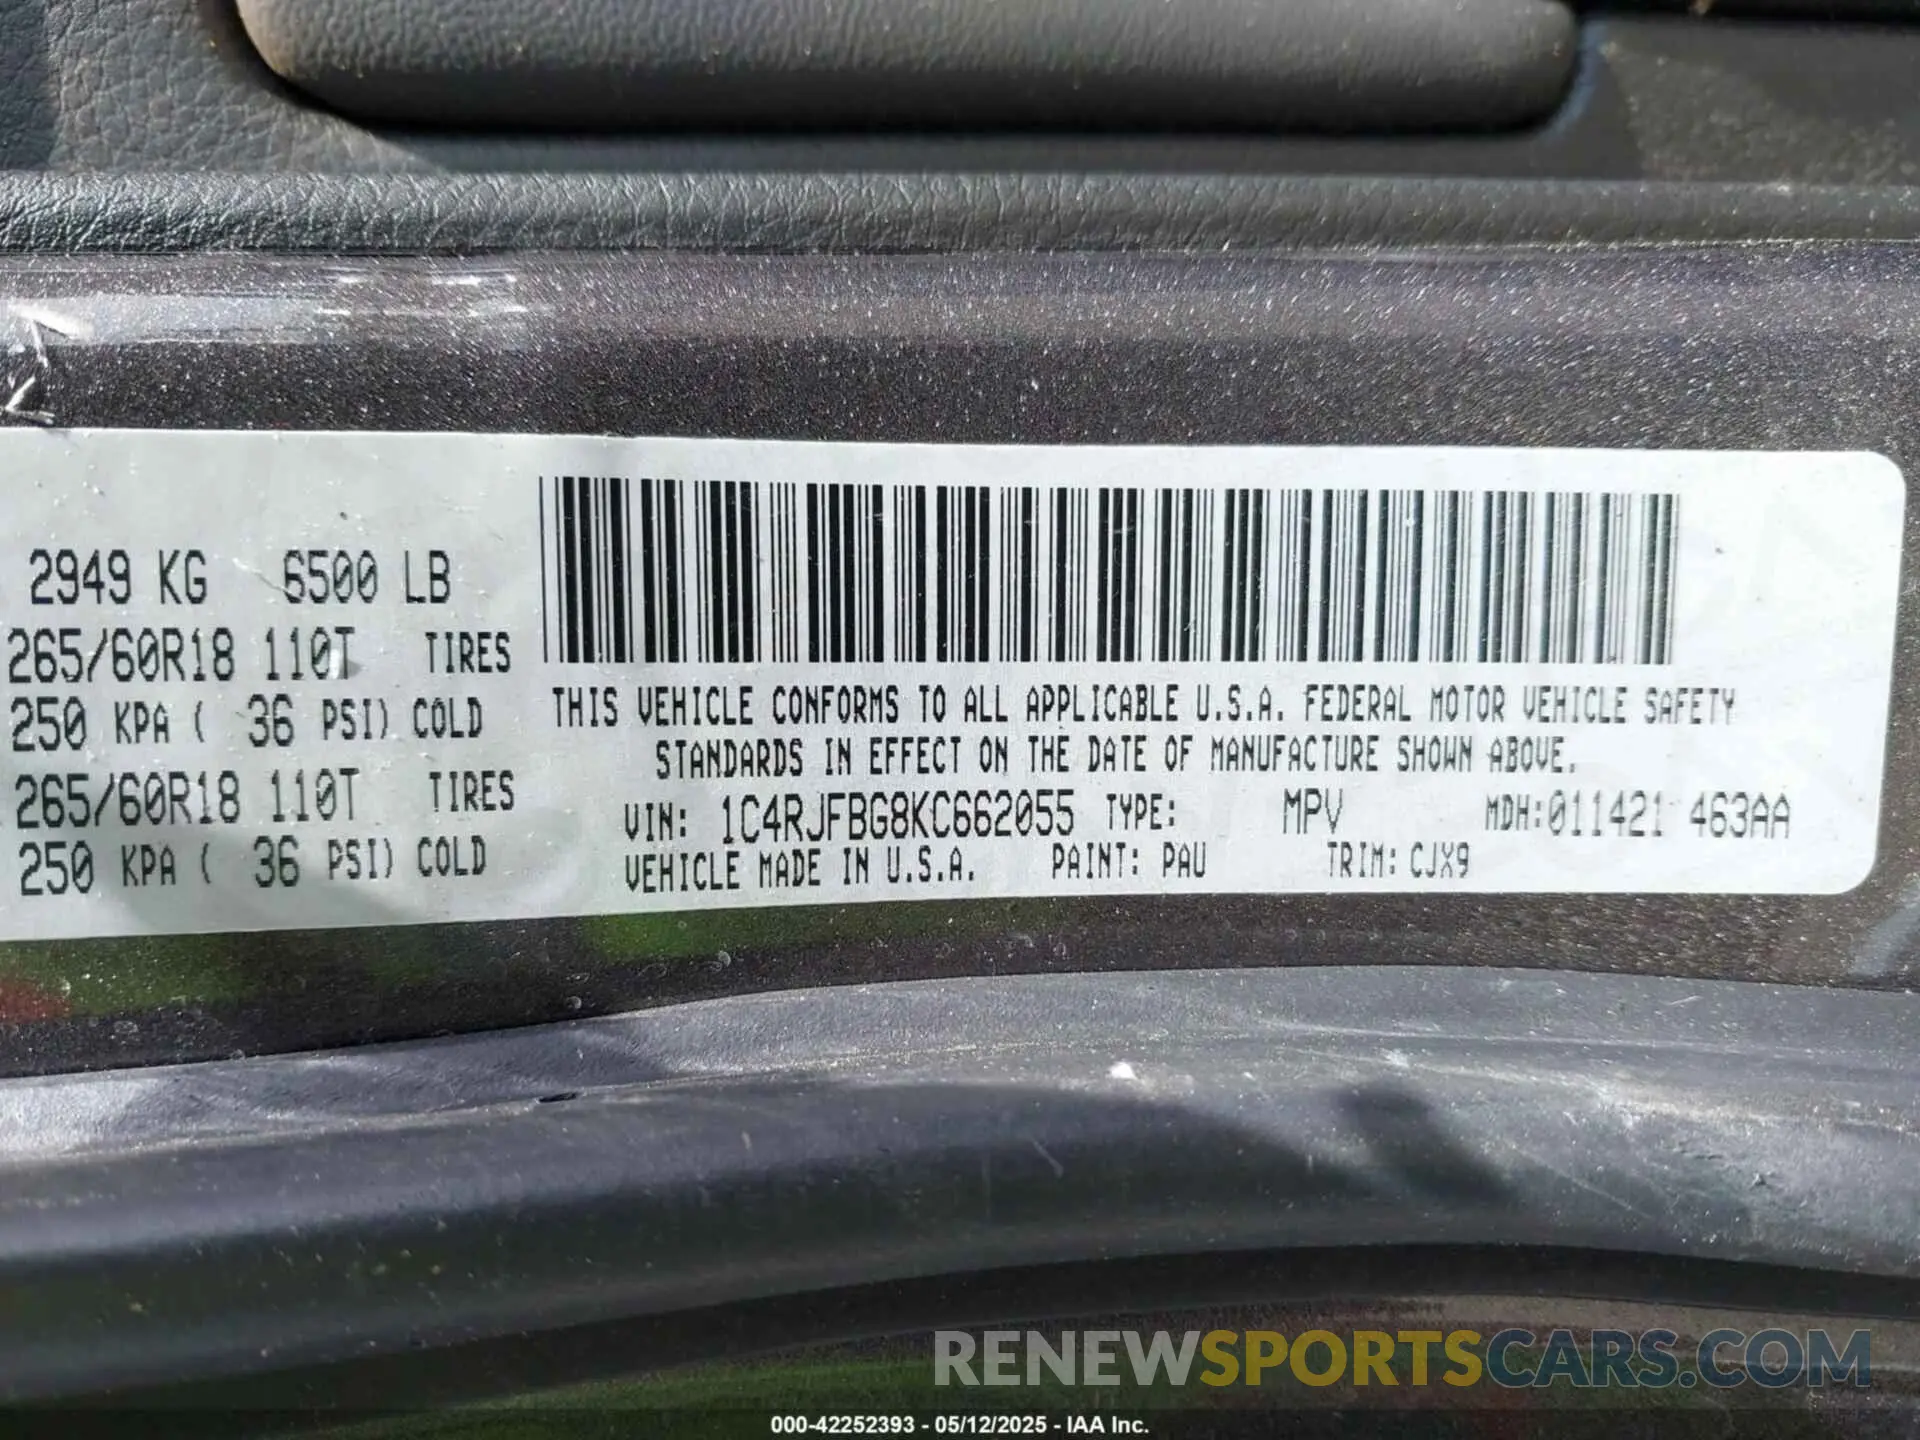 2949 KG 6500 LB
265/60R18 110T TIRES
250 KPA ( 36 PSI) COLD
265/60R18 110T TIRES
250 KPA ( 36 PSI) COLD
THIS VEHICLE CONFORMS TO ALL APPLICABLE U.S.A. FEDERAL MOTOR VEHICLE SAFETY
STANDARDS IN EFFECT ON THE DATE OF MANUFACTURE SHOWN ABOVE.
VIN: 1C4RJFBG8KC662055 TYPE: MPV MDH:011421 463AA
VEHICLE MADE IN U.S.A. PAINT: PAU TRIM: CJX9
RENEWSPORTSCARS.COM
000-42252393 - 05/12/2025 - IAA Inc.